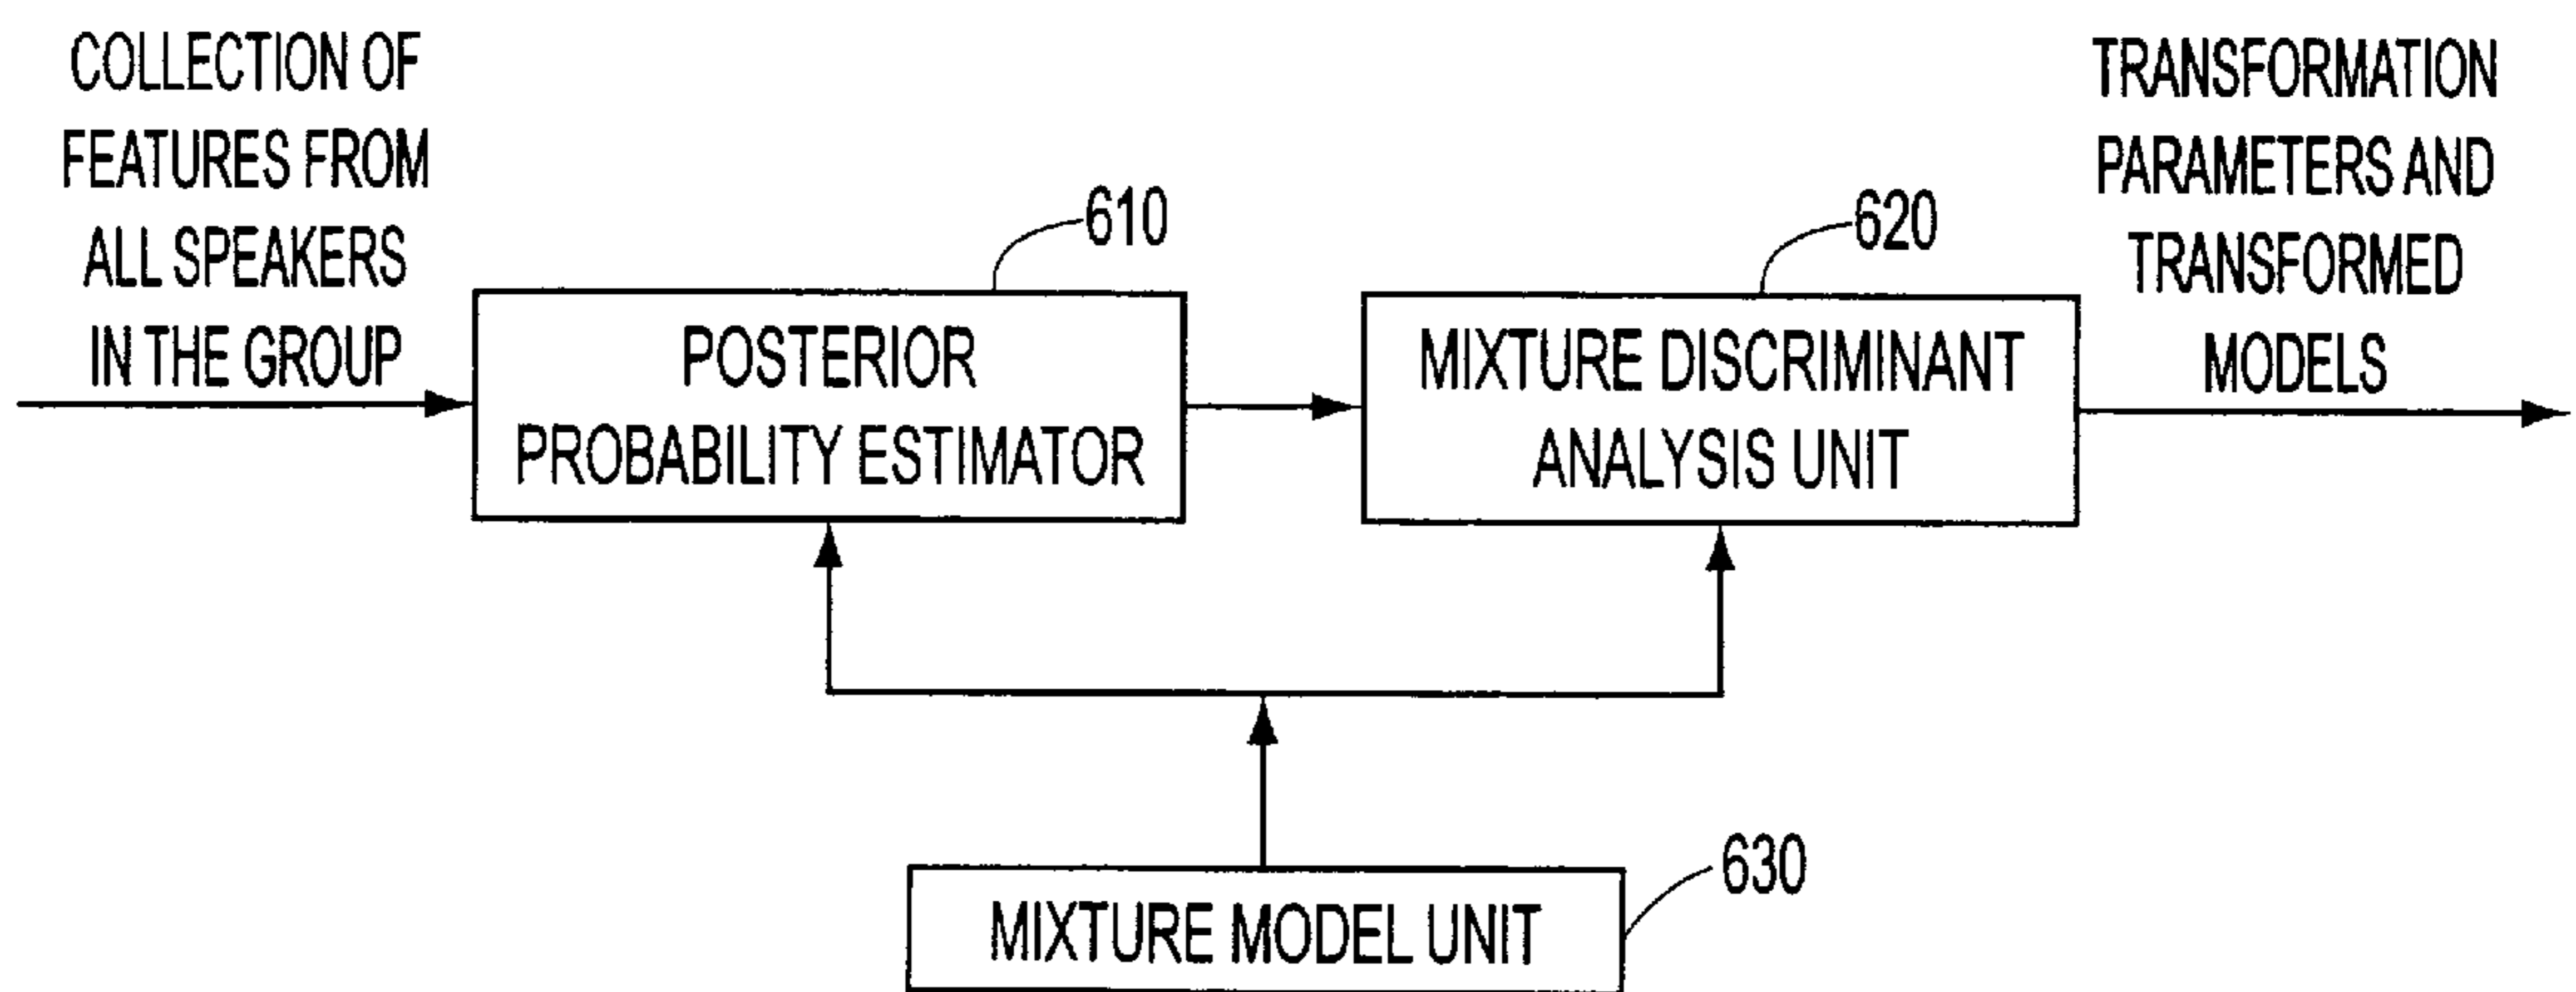 COLLECTION OF
FEATURES FROM
ALL SPEAKERS
IN THE GROUP
610
POSTERIOR
PROBABILITY ESTIMATOR
620
MIXTURE DISCRIMINANT
ANALYSIS UNIT
TRANSFORMATION
PARAMETERS AND
TRANSFORMED
MODELS
630
MIXTURE MODEL UNIT